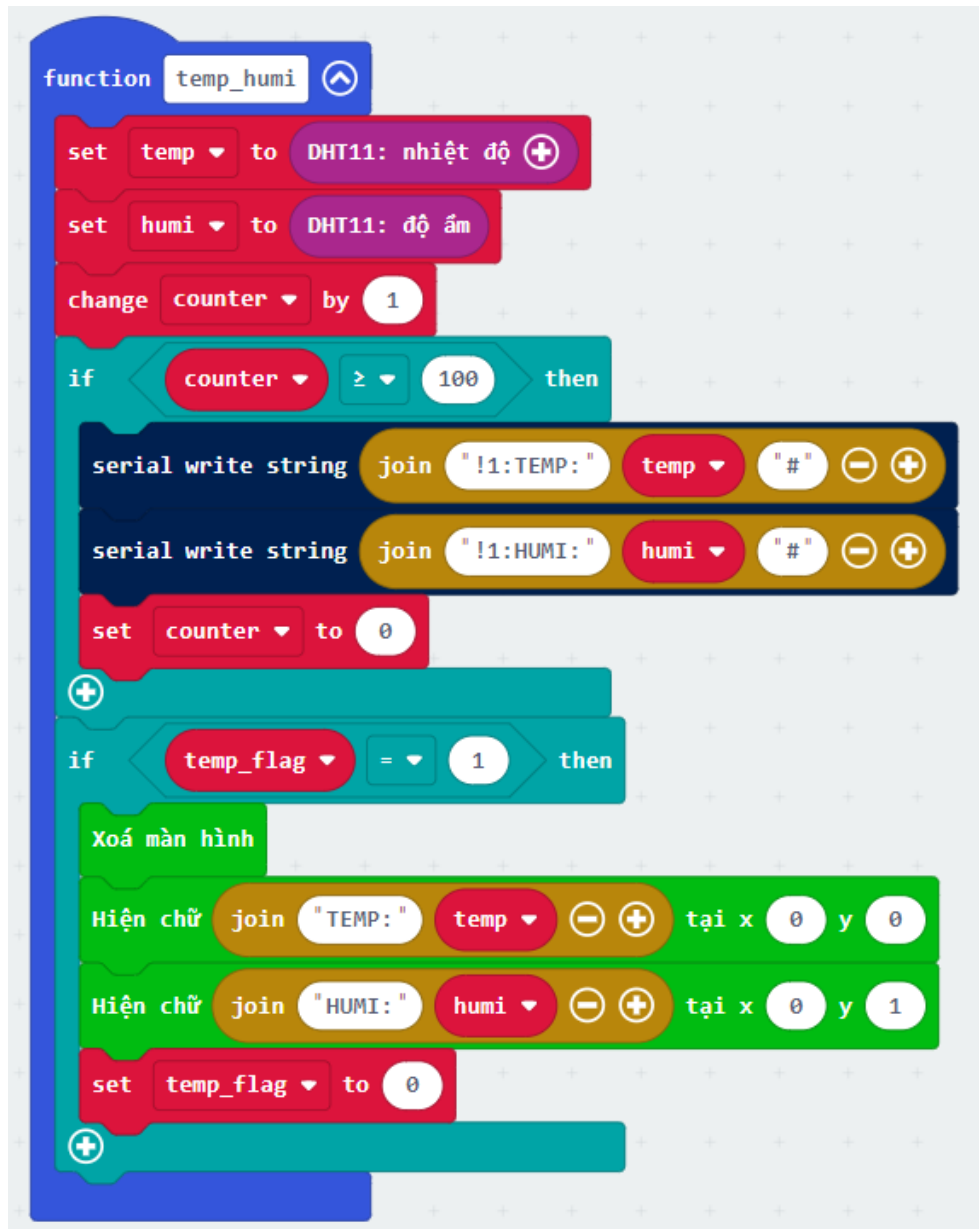 function temp_humi
set temp to DHT11: nhiệt độ
set humi to DHT11: độ ẩm
change counter by 1
if counter ≥ 100 then
serial write string join "!1:TEMP:" temp "#"
serial write string join "!1:HUMI:" humi "#"
set counter to 0
if temp_flag = 1 then
Xoá màn hình
Hiện chữ join "TEMP:" temp tại x 0 y 0
Hiện chữ join "HUMI:" humi tại x 0 y 1
set temp_flag to 0